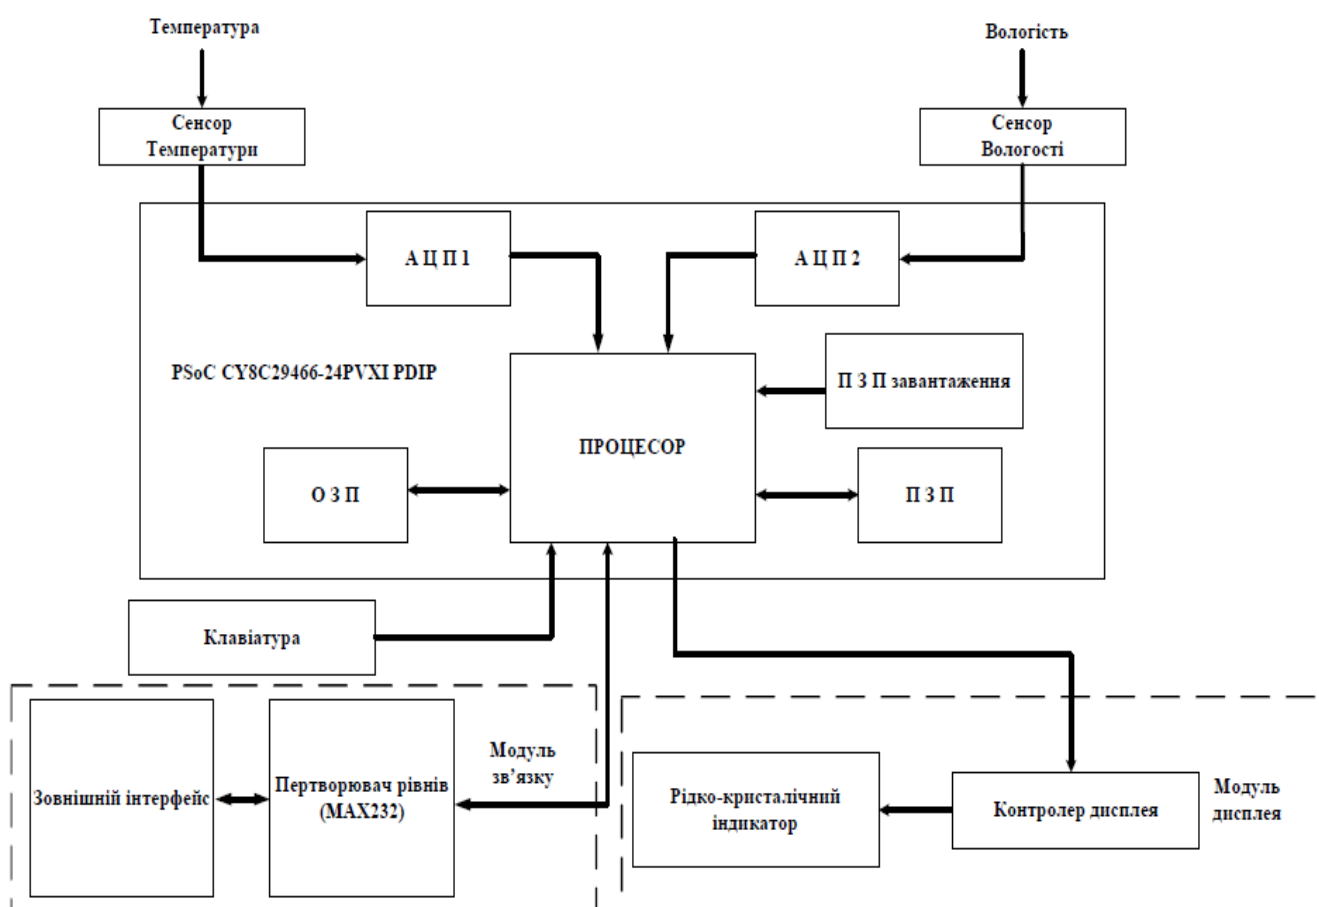 Температура
Вологість
Сенсор
Температури
Сенсор
Вологості
А Ц П 1
А Ц П 2
PSoC CY8C29466-24PVXI PDIP
П З П завантаження
ПРОЦЕСОР
О З П
П З П
Клавіатура
Модуль
зв’язку
Зовнішній інтерфейс
Пертворювач рівнів
(MAX232)
Рідко-кристалічний
індикатор
Контролер дисплея
Модуль
дисплея